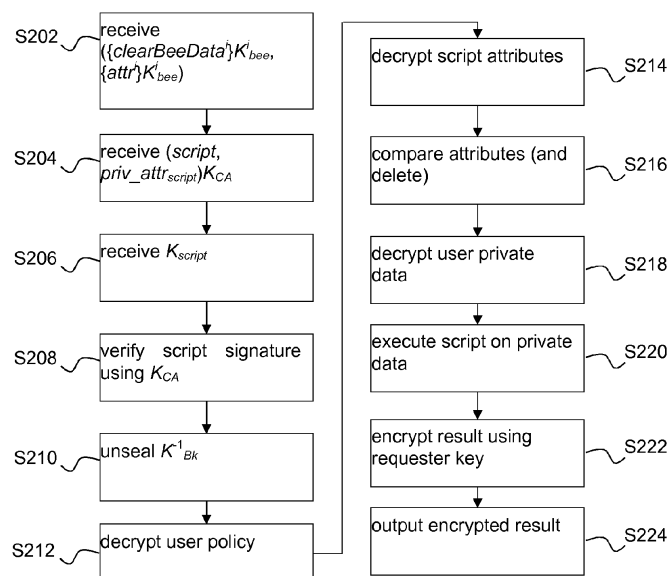 S202
receive
({clearBeeData^i}K^i_bee,
{attr^i}K^i_bee)
S204
receive (script,
priv_attr_script)K_CA
S206
receive K_script
S208
verify script signature
using K_CA
S210
unseal K^-1_Bk
S212
decrypt user policy
decrypt script attributes
S214
compare attributes (and
delete)
S216
decrypt user private
data
S218
execute script on private
data
S220
encrypt result using
requester key
S222
output encrypted result
S224